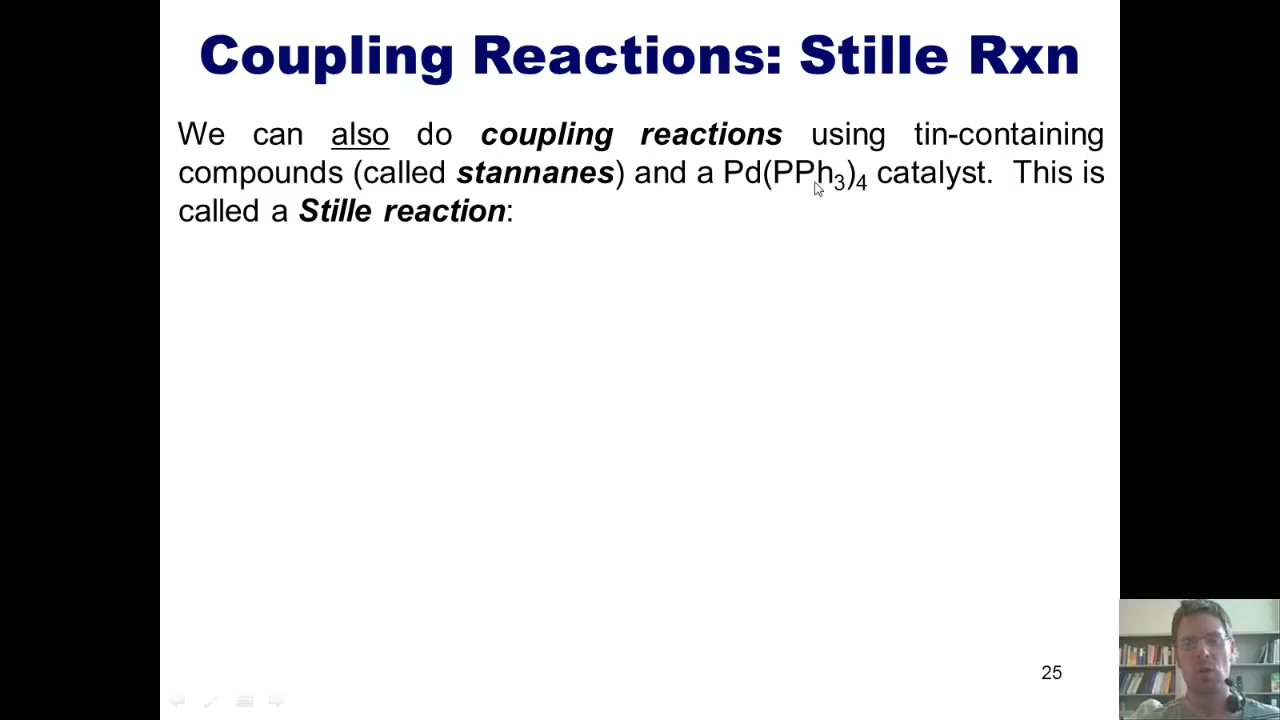 Coupling Reactions: Stille Rxn
We can also do coupling reactions using tin-containing
compounds (called stannanes) and a Pd(PPh₃)₄ catalyst. This is
called a Stille reaction:
25